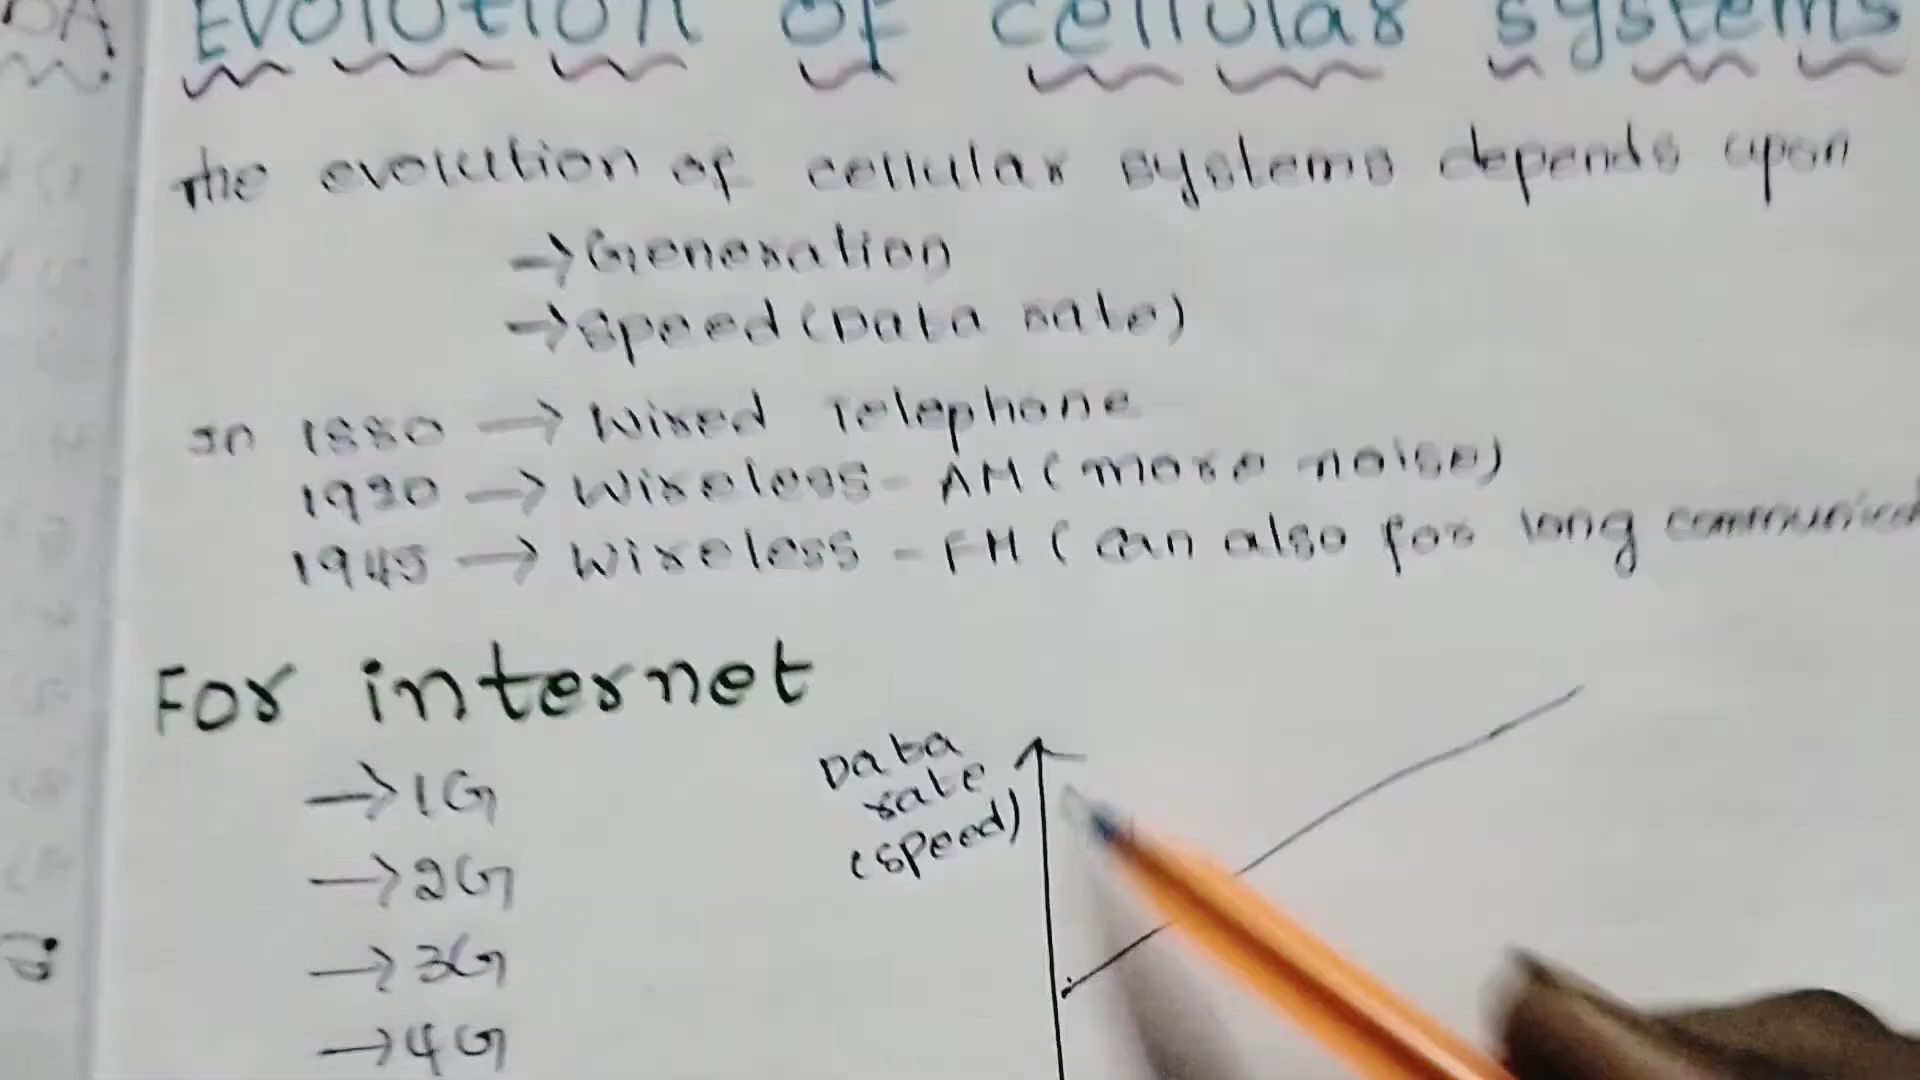 Evolution of cellular systems
The evolution of cellular systems depends upon
→Generation
→Speed (Data rate)
In 1880 → Wired Telephone
1920 → Wireless - AM (more noise)
1945 → Wireless - FM (can also for long
For internet
→1G
→2G
→3G
→4G
Data
rate
(speed)